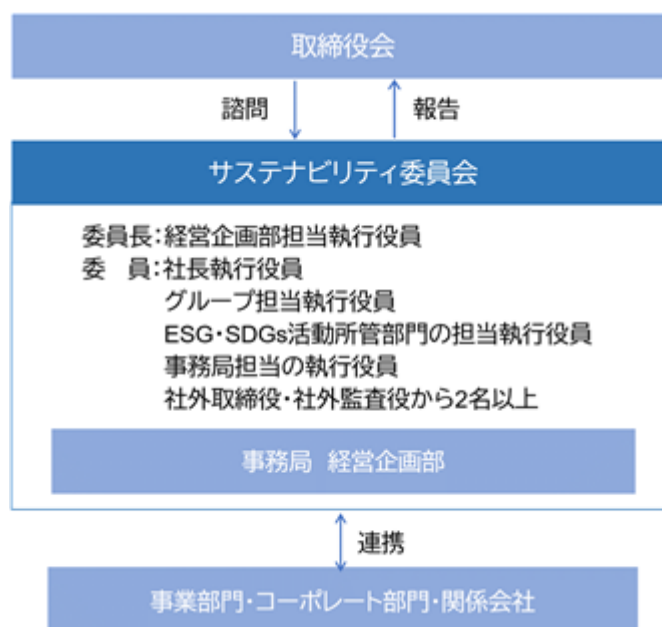 取締役会
諮問 報告
サステナビリティ委員会
委員長：経営企画部担当執行役員
委　員：社長執行役員
グループ担当執行役員
ESG・SDGs活動所管部門の担当執行役員
事務局担当の執行役員
社外取締役・社外監査役から2名以上
事務局　経営企画部
連携
事業部門・コーポレート部門・関係会社